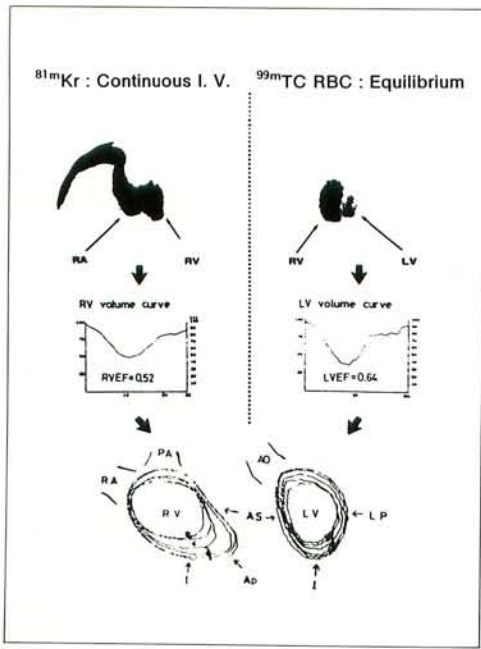 81mKr : Continuous I. V.
99mTC RBC : Equilibrium
RA
RV
RV
LV
RV volume curve
LV volume curve
RVEF=0.52
LVEF=0.64
PA
RA
RV
AS
I
Ap
AO
LV
LP
I